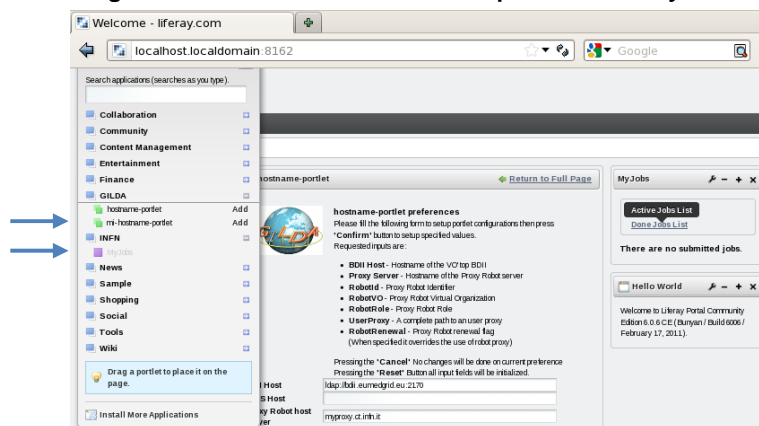 Welcome - liferay.com
localhost.localdomain:8162
Google
Search applications (searches as you type).
Collaboration
Community
Content Management
Entertainment
Finance
GILDA
hostname-portlet Add
mi-hostname-portlet Add
INFN
MyJobs
News
Sample
Shopping
Social
Tools
Wiki
Drag a portlet to place it on the page.
Install More Applications
hostname-portlet
Return to Full Page
GILDA
hostname-portlet preferences
Please fill the following form to setup portlet configurations then press
"Confirm" button to setup specified values.
Requested inputs are:
BDII Host - Hostname of the VO'top BDII
Proxy Server - Hostname of the Proxy Robot server
RobotId - Proxy Robot Identifier
RobotVO - Proxy Robot Virtual Organization
RobotRole - Proxy Robot Role
UserProxy - A complete path to an user proxy
RobotRenewal - Proxy Robot renewal flag
(When specified it overrides the use of robot proxy)
Pressing the "Cancel" No changes will be done on current preference
Pressing the "Reset" Button all input fields will be initialized.
Host ldap://bdii.eumedgrid.eu:2170
S Host
xy Robot host
ver myproxy.ct.infn.it
MyJobs
Active Jobs List
Done Jobs List
There are no submitted jobs.
Hello World
Welcome to Liferay Portal Community
Edition 6.0.6 CE (Bunyan / Build 6006 /
February 17, 2011).